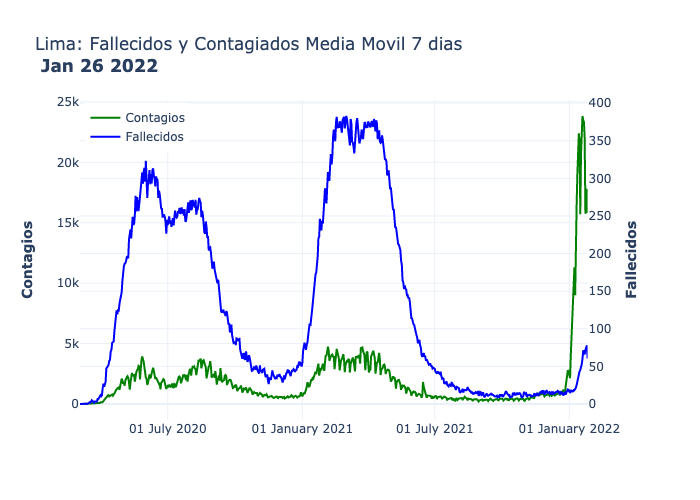 Lima: Fallecidos y Contagiados Media Movil 7 dias
Jan 26 2022
Contagios
Fallecidos
25k
20k
15k
10k
5k
0
400
350
300
250
200
150
100
50
0
Contagios
Fallecidos
01 July 2020
01 January 2021
01 July 2021
01 January 2022